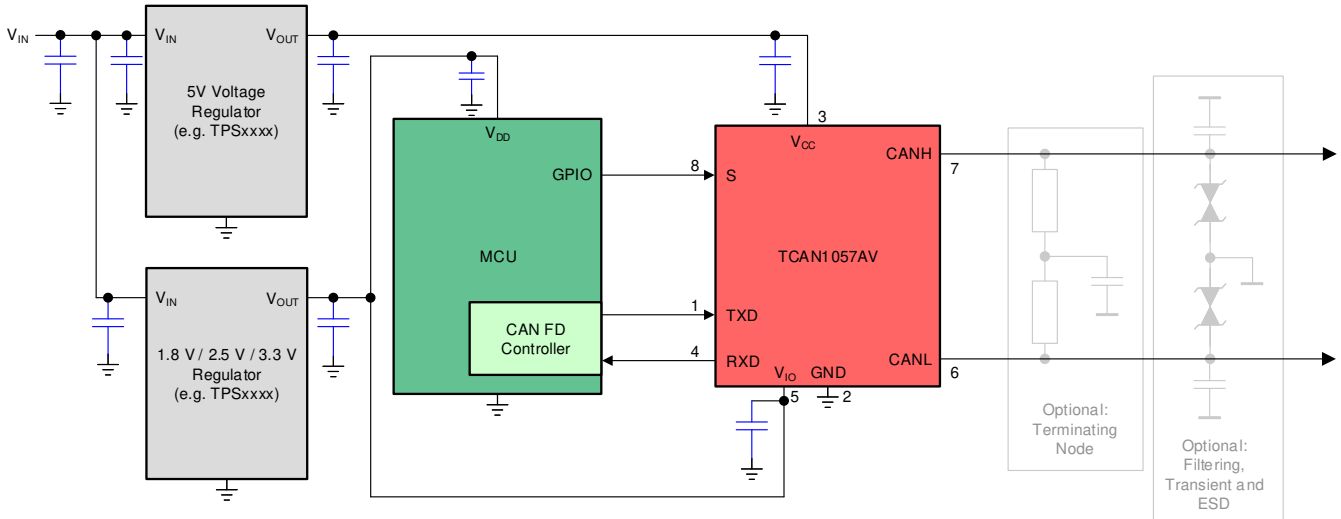 VIN
VIN
VOUT
5V Voltage
Regulator
(e.g. TPSxxxx)
VIN
VOUT
1.8 V / 2.5 V / 3.3 V
Regulator
(e.g. TPSxxxx)
VDD
GPIO
MCU
CAN FD
Controller
8
1
4
3
VCC
CANH
7
S
TCAN1057AV
TXD
RXD
VIO
GND
CANL
6
5
2
Optional:
Terminating
Node
Optional:
Filtering,
Transient and
ESD